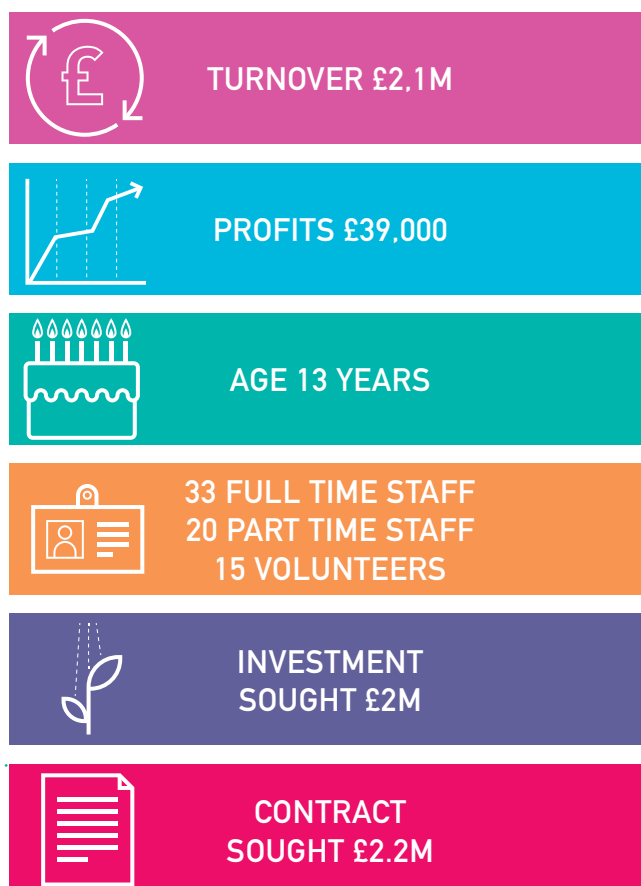 TURNOVER £2,1M
PROFITS £39,000
AGE 13 YEARS
33 FULL TIME STAFF
20 PART TIME STAFF
15 VOLUNTEERS
INVESTMENT
SOUGHT £2M
CONTRACT
SOUGHT £2.2M